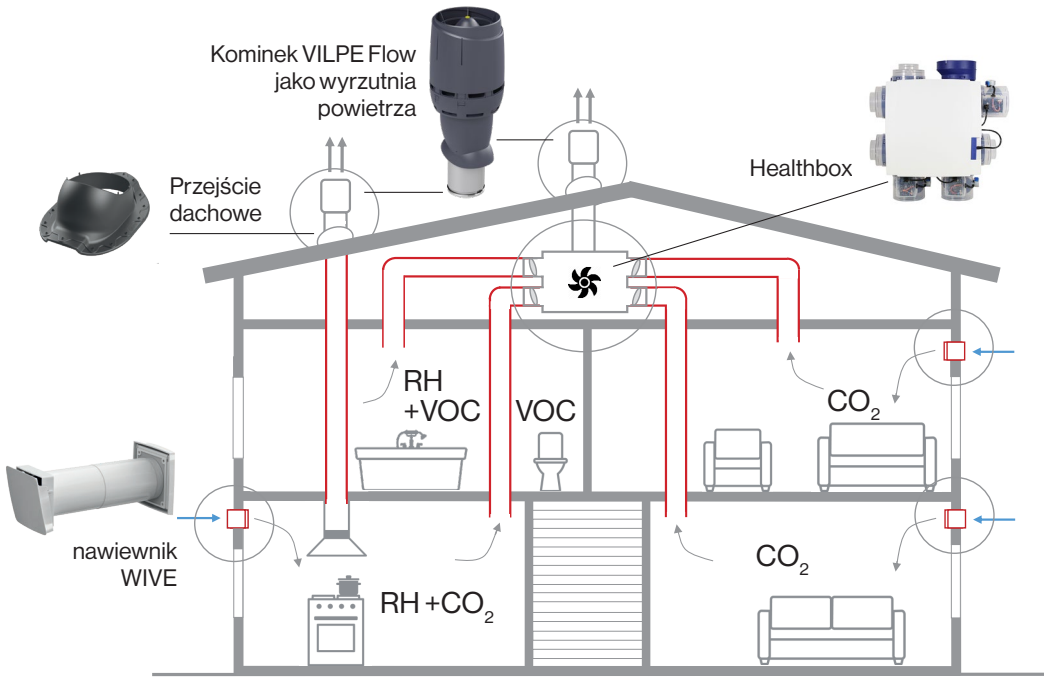 Kominek VILPE Flow
jako wyrzutnia
powietrza
Healthbox
Przejście
dachowe
RH
+VOC
VOC
CO₂
nawiewnik
WIVE
RH +CO₂
CO₂